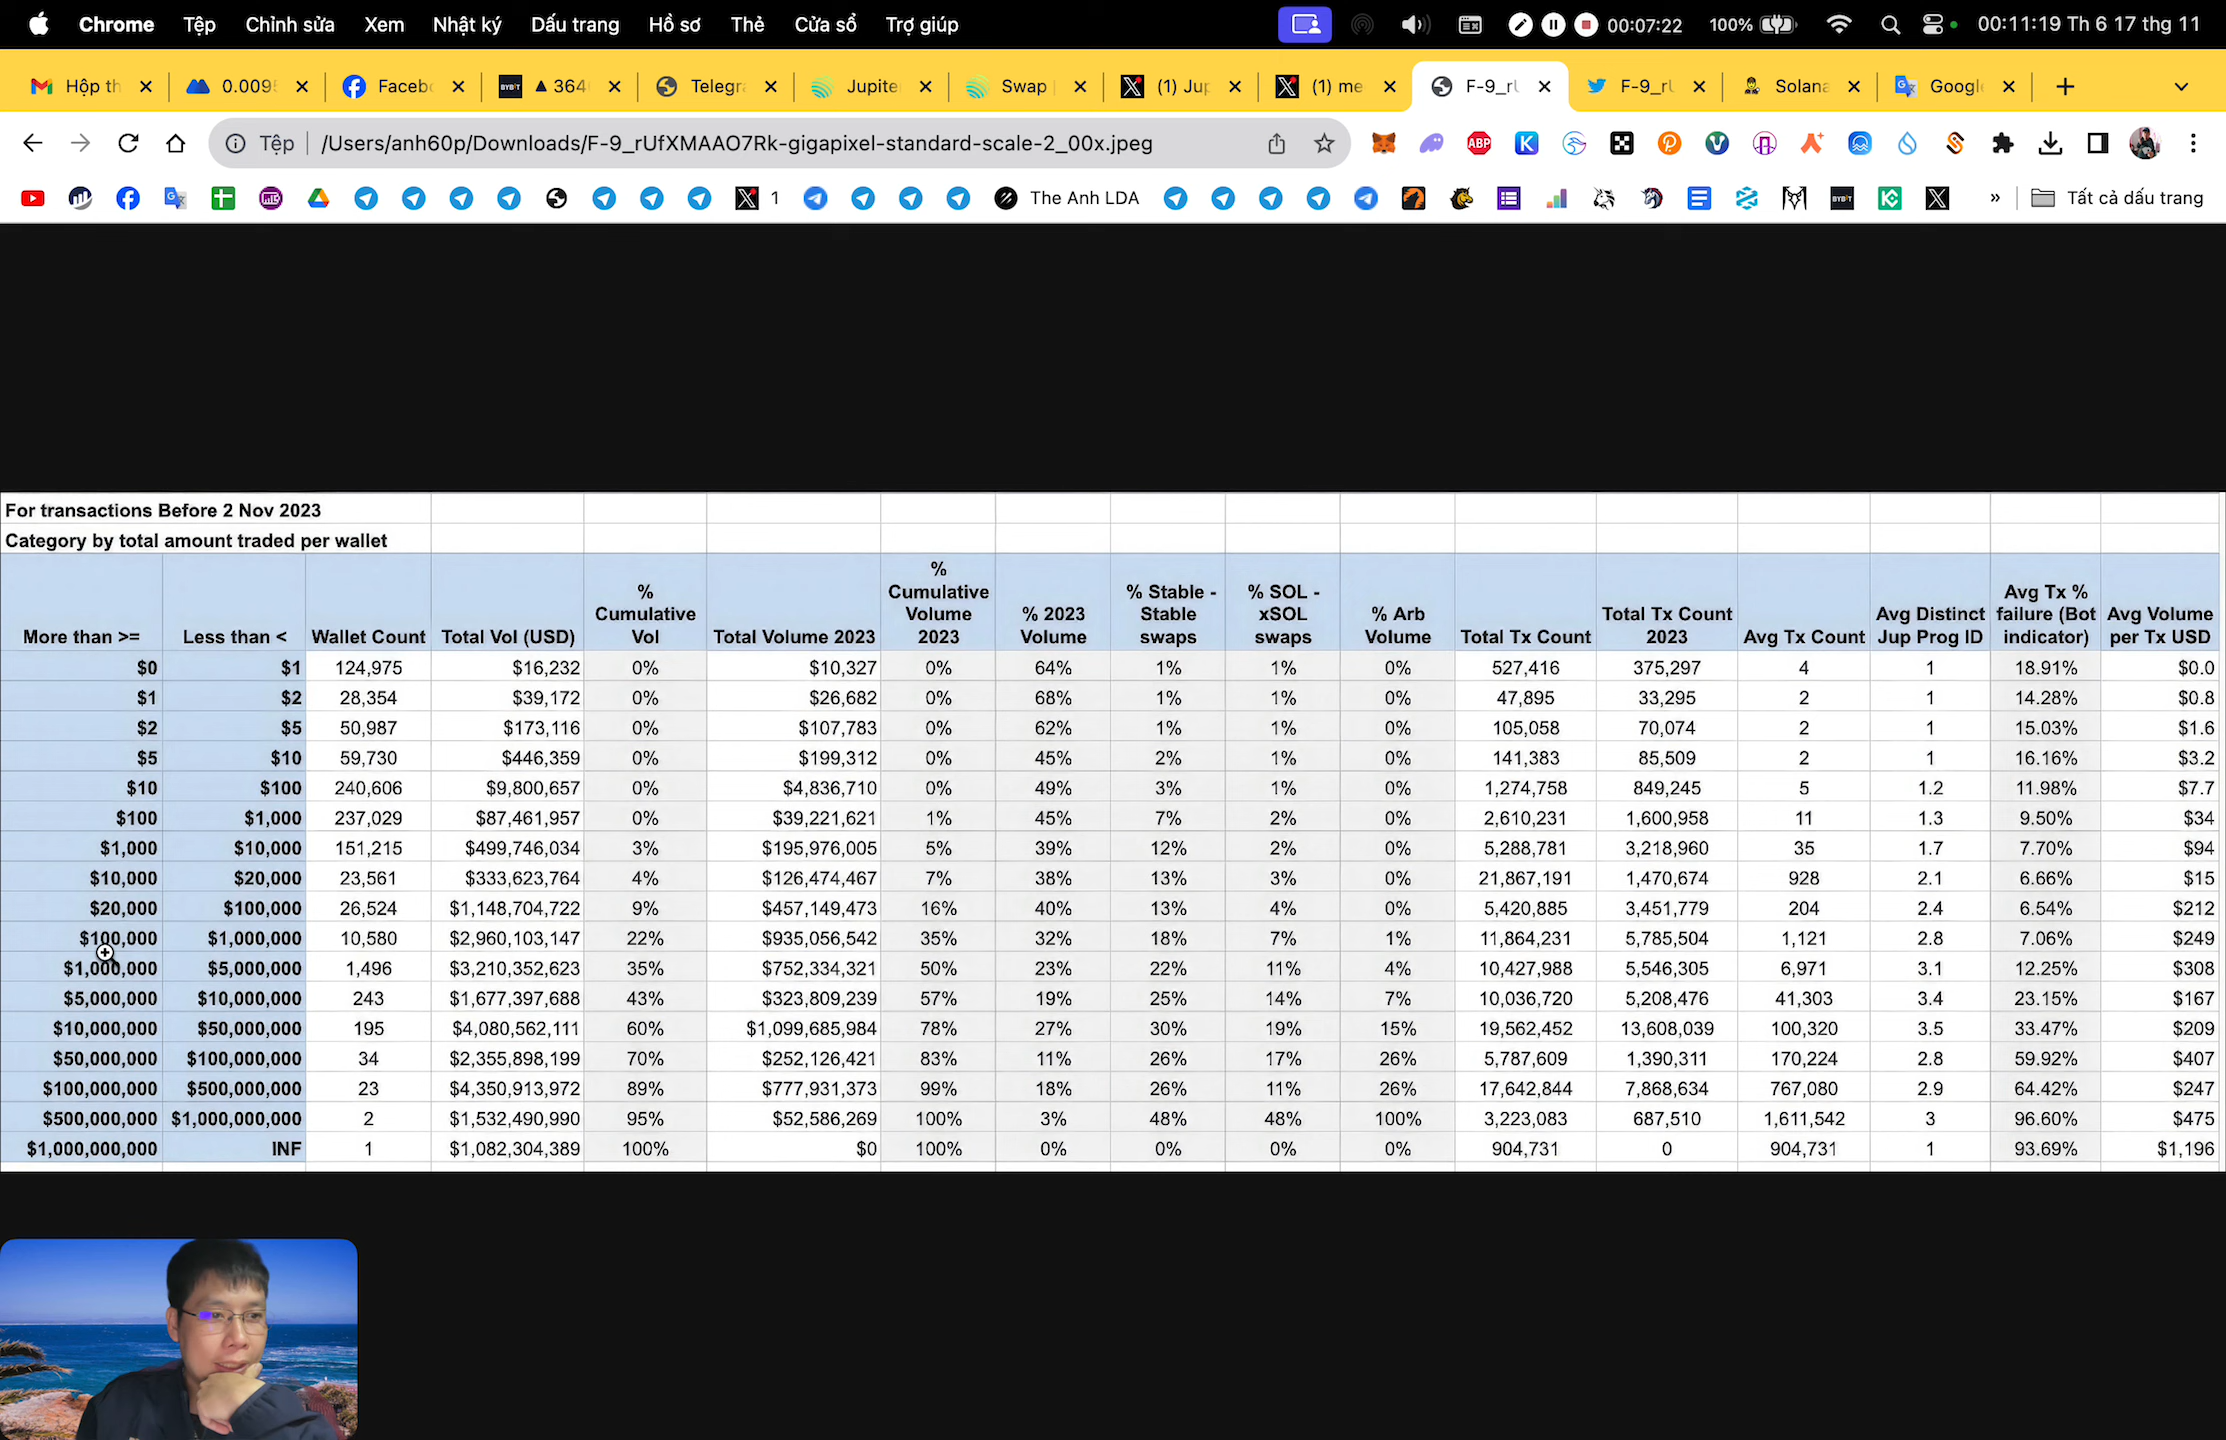 Chrome Tệp Chỉnh sửa Xem Nhật ký Dấu trang Hồ sơ Thẻ Cửa sổ Trợ giúp 00:07:22 100% 00:11:19 Th 6 17 thg 11
Hộp th 0.009 Facebo BYBIT ▲ 364 Telegra Jupite Swap (1) Jup (1) me F-9_rU F-9_rU Solana Google
Tệp /Users/anh60p/Downloads/F-9_rUfXMAAO7Rk-gigapixel-standard-scale-2_00x.jpeg ABP K
1 The Anh LDA BYBIT » Tất cả dấu trang
For transactions Before 2 Nov 2023
Category by total amount traded per wallet
More than >= Less than < Wallet Count Total Vol (USD) % Cumulative Vol Total Volume 2023 % Cumulative Volume 2023 % 2023 Volume % Stable - Stable swaps % SOL - xSOL swaps % Arb Volume Total Tx Count Total Tx Count 2023 Avg Tx Count Avg Distinct Jup Prog ID Avg Tx % failure (Bot indicator) Avg Volume per Tx USD
$0 $1 124,975 $16,232 0% $10,327 0% 64% 1% 1% 0% 527,416 375,297 4 1 18.91% $0.0
$1 $2 28,354 $39,172 0% $26,682 0% 68% 1% 1% 0% 47,895 33,295 2 1 14.28% $0.8
$2 $5 50,987 $173,116 0% $107,783 0% 62% 1% 1% 0% 105,058 70,074 2 1 15.03% $1.6
$5 $10 59,730 $446,359 0% $199,312 0% 45% 2% 1% 0% 141,383 85,509 2 1 16.16% $3.2
$10 $100 240,606 $9,800,657 0% $4,836,710 0% 49% 3% 1% 0% 1,274,758 849,245 5 1.2 11.98% $7.7
$100 $1,000 237,029 $87,461,957 0% $39,221,621 1% 45% 7% 2% 0% 2,610,231 1,600,958 11 1.3 9.50% $34
$1,000 $10,000 151,215 $499,746,034 3% $195,976,005 5% 39% 12% 2% 0% 5,288,781 3,218,960 35 1.7 7.70% $94
$10,000 $20,000 23,561 $333,623,764 4% $126,474,467 7% 38% 13% 3% 0% 21,867,191 1,470,674 928 2.1 6.66% $15
$20,000 $100,000 26,524 $1,148,704,722 9% $457,149,473 16% 40% 13% 4% 0% 5,420,885 3,451,779 204 2.4 6.54% $212
$100,000 $1,000,000 10,580 $2,960,103,147 22% $935,056,542 35% 32% 18% 7% 1% 11,864,231 5,785,504 1,121 2.8 7.06% $249
$1,000,000 $5,000,000 1,496 $3,210,352,623 35% $752,334,321 50% 23% 22% 11% 4% 10,427,988 5,546,305 6,971 3.1 12.25% $308
$5,000,000 $10,000,000 243 $1,677,397,688 43% $323,809,239 57% 19% 25% 14% 7% 10,036,720 5,208,476 41,303 3.4 23.15% $167
$10,000,000 $50,000,000 195 $4,080,562,111 60% $1,099,685,984 78% 27% 30% 19% 15% 19,562,452 13,608,039 100,320 3.5 33.47% $209
$50,000,000 $100,000,000 34 $2,355,898,199 70% $252,126,421 83% 11% 26% 17% 26% 5,787,609 1,390,311 170,224 2.8 59.92% $407
$100,000,000 $500,000,000 23 $4,350,913,972 89% $777,931,373 99% 18% 26% 11% 26% 17,642,844 7,868,634 767,080 2.9 64.42% $247
$500,000,000 $1,000,000,000 2 $1,532,490,990 95% $52,586,269 100% 3% 48% 48% 100% 3,223,083 687,510 1,611,542 3 96.60% $475
$1,000,000,000 INF 1 $1,082,304,389 100% $0 100% 0% 0% 0% 0% 904,731 0 904,731 1 93.69% $1,196